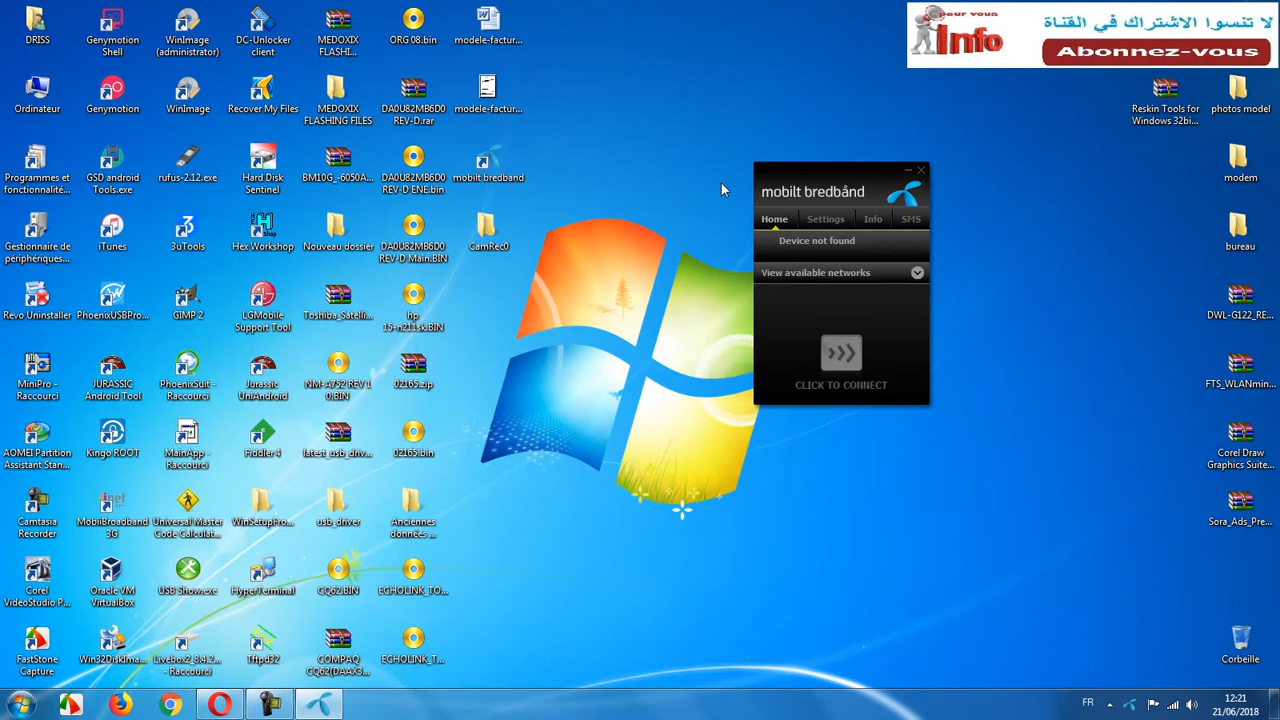 DRISS
Genymotion
Shell
WinImage
(administrator)
DC-Unlocker
client
MEDOXIX
FLASHI...
ORG 08.bin
modele-factur...
pour vous
Info
لا تنسوا الاشتراك في القناة
Abonnez-vous
Ordinateur
Genymotion
WinImage
Recover My Files
MEDOXIX
FLASHING FILES
DA0U82MB6D0
REV-D.rar
modele-factur...
Reskin Tools for
Windows 32bi...
photos model
Programmes et
fonctionnalité...
GSD android
Tools.exe
rufus-2.12.exe
Hard Disk
Sentinel
BM10G_-6050A...
DA0U82MB6D0
REV-D ENE.bin
mobilt bredband
modem
Gestionnaire de
périphériques...
iTunes
3uTools
Hex Workshop
Nouveau dossier
DA0U82MB6D0
REV-D Main.BIN
CamRec0
bureau
Revo Uninstaller
PhoenixUSBPro...
GIMP 2
LGMobile
Support Tool
Toshiba_Satelli...
hp
15-n211sk.BIN
DWL-G122_RE...
MiniPro -
Raccourci
JURASSIC
Android Tool
PhoenixSuit -
Raccourci
Jurassic
UniAndroid
NM-A752 REV1
0.BIN
02165.zip
FTS_WLANmin...
AOMEI Partition
Assistant Stan...
Kingo ROOT
MainApp -
Raccourci
Fiddler 4
latest_usb_driv...
02165.bin
Corel Draw
Graphics Suite...
Camtasia
Recorder
inet
MobiiBroadband
3G
Universal Master
Code Calculat...
WinSetupFro...
usb_driver
Anciennes
données ...
Sora_Ads_Pre...
Corel
VideoStudio P...
Oracle VM
VirtualBox
USB Show.exe
HyperTerminal
CQ62.BIN
ECHOLINK_TO...
FastStone
Capture
Win32DiskIma...
Livebox2_8.4.2...
- Raccourci
Tftpd32
COMPAQ
CQ62(DAAX3...
ECHOLINK_T...
Corbeille
mobilt bredbånd
Home
Settings
Info
SMS
Device not found
View available networks
CLICK TO CONNECT
FR
12:21
21/06/2018